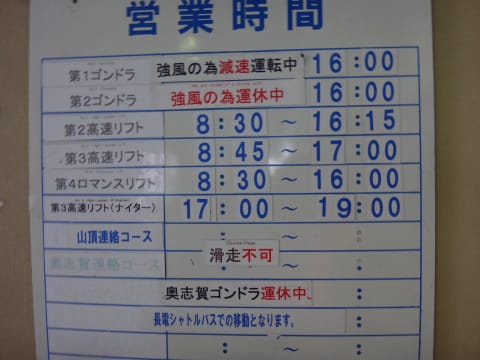 営業時間
第1ゴンドラ 強風の為減速運転中 16:00
第2ゴンドラ 強風の為運休中 16:00
第2高速リフト 8:30 ～ 16:15
第3高速リフト 8:45 ～ 17:00
第4ロマンスリフト 8:30 ～ 16:00
第3高速リフト(ナイター) 17:00 ～ 19:00
山頂連絡コース : ～ :
Course Close
滑走不可
奥志賀連絡コース : ～ :
奥志賀ゴンドラ運休中、 :
長電シャトルバスでの移動となります。 :
: ～ :